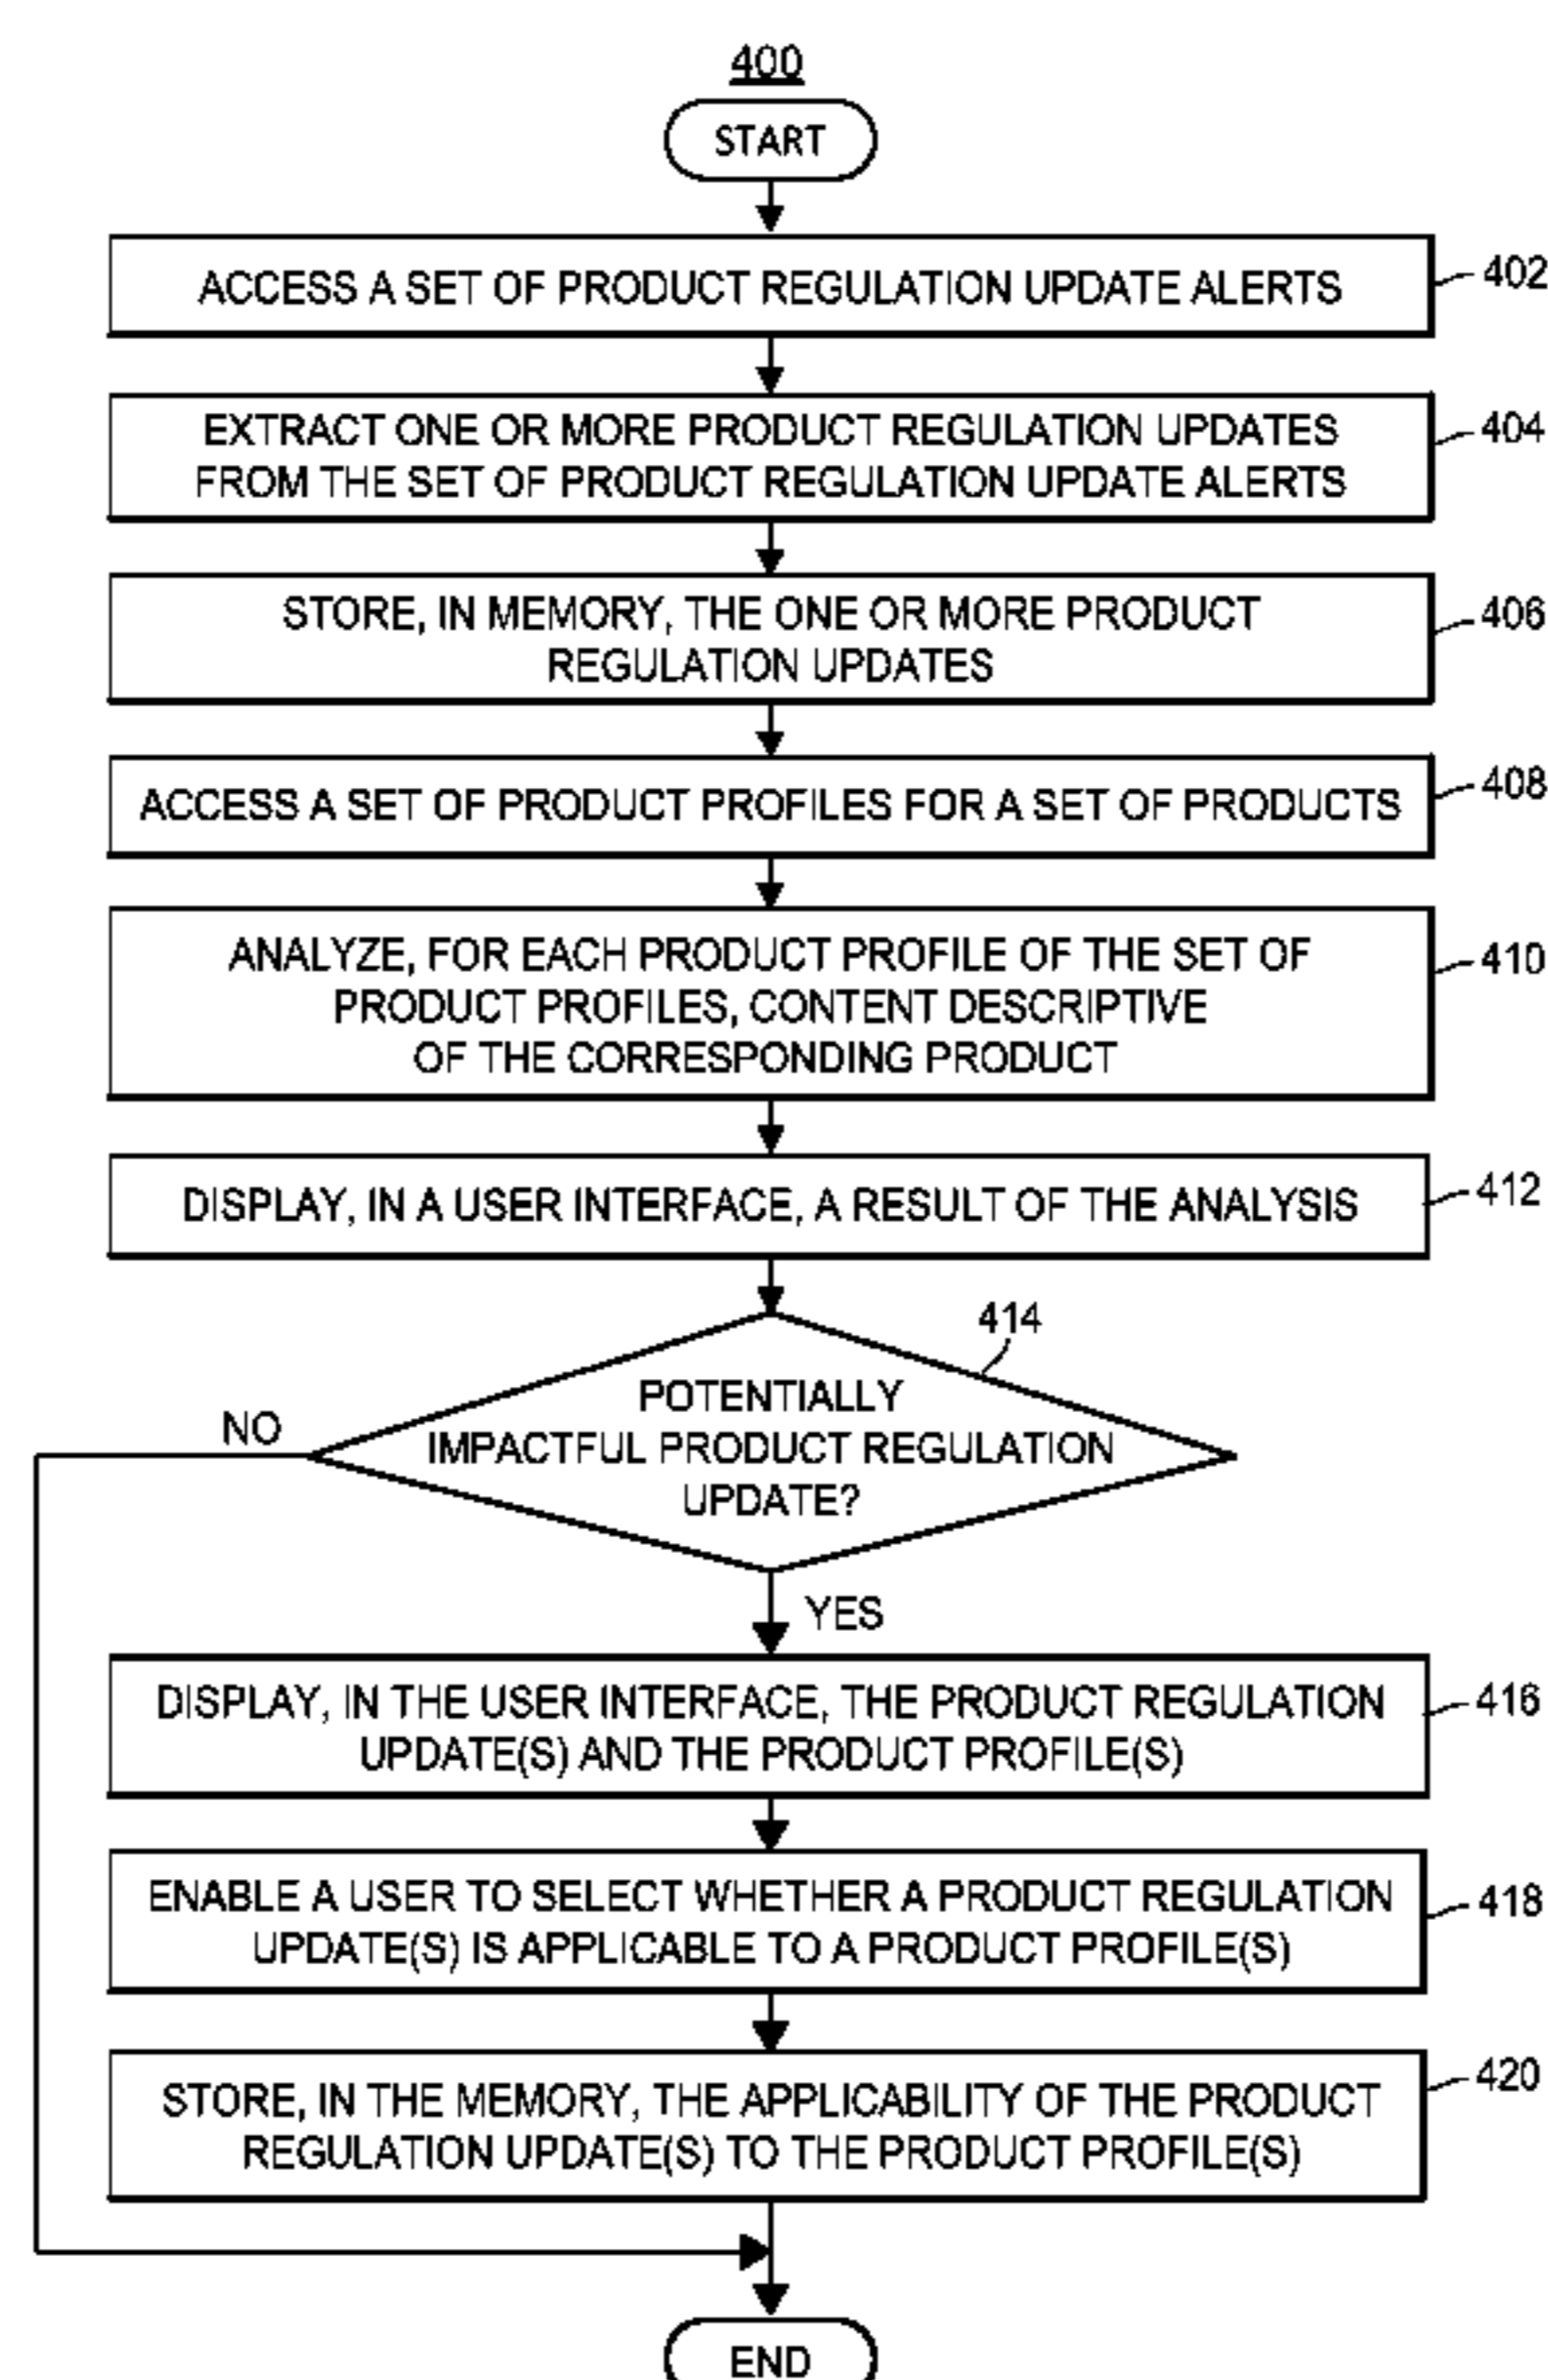 400
START
ACCESS A SET OF PRODUCT REGULATION UPDATE ALERTS
402
EXTRACT ONE OR MORE PRODUCT REGULATION UPDATES
FROM THE SET OF PRODUCT REGULATION UPDATE ALERTS
404
STORE, IN MEMORY, THE ONE OR MORE PRODUCT
REGULATION UPDATES
406
ACCESS A SET OF PRODUCT PROFILES FOR A SET OF PRODUCTS
408
ANALYZE, FOR EACH PRODUCT PROFILE OF THE SET OF
PRODUCT PROFILES, CONTENT DESCRIPTIVE
OF THE CORRESPONDING PRODUCT
410
DISPLAY, IN A USER INTERFACE, A RESULT OF THE ANALYSIS
412
414
POTENTIALLY
IMPACTFUL PRODUCT REGULATION
UPDATE?
NO
YES
DISPLAY, IN THE USER INTERFACE, THE PRODUCT REGULATION
UPDATE(S) AND THE PRODUCT PROFILE(S)
416
ENABLE A USER TO SELECT WHETHER A PRODUCT REGULATION
UPDATE(S) IS APPLICABLE TO A PRODUCT PROFILE(S)
418
STORE, IN THE MEMORY, THE APPLICABILITY OF THE PRODUCT
REGULATION UPDATE(S) TO THE PRODUCT PROFILE(S)
420
END